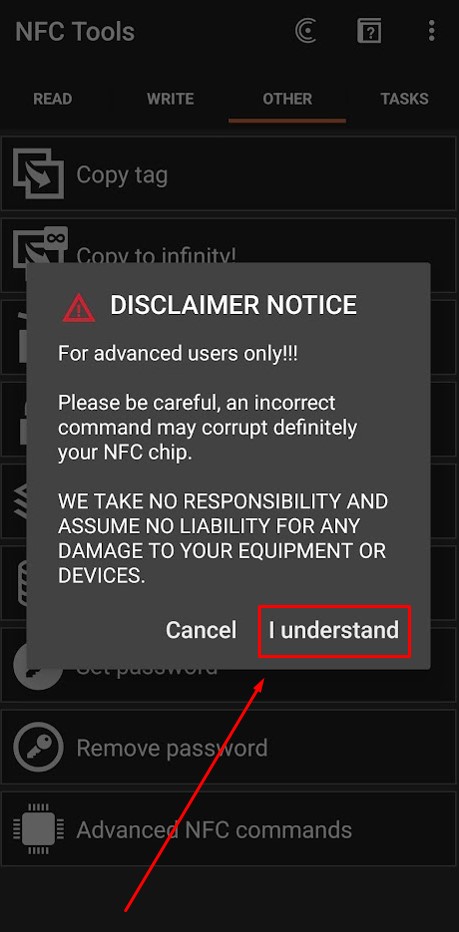 NFC Tools
READ WRITE OTHER TASKS
Copy tag
Copy to infinity!
DISCLAIMER NOTICE
For advanced users only!!!
Please be careful, an incorrect
command may corrupt definitely
your NFC chip.
WE TAKE NO RESPONSIBILITY AND
ASSUME NO LIABILITY FOR ANY
DAMAGE TO YOUR EQUIPMENT OR
DEVICES.
Cancel I understand
Set password
Remove password
Advanced NFC commands